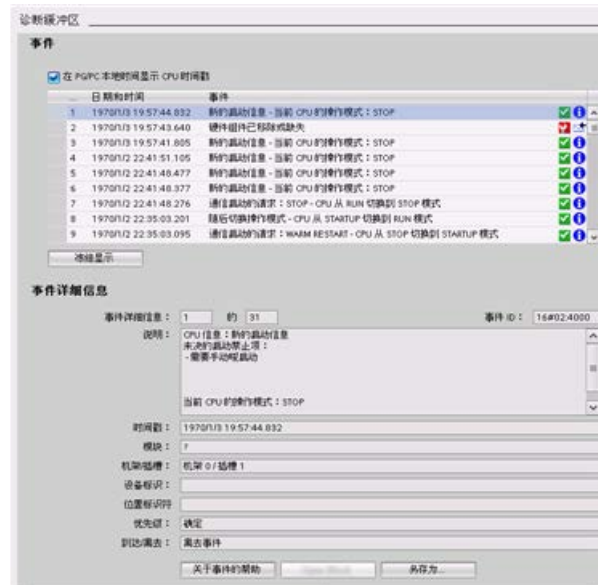 诊断缓冲区
事件
在 PG/PC 本地时间显示 CPU 时间戳
... 日期和时间 事件
1 1970/1/3 19:57:44.832 新的启动信息 - 当前 CPU 的操作模式：STOP
2 1970/1/3 19:57:43.640 硬件组件已移除或缺失
3 1970/1/3 19:57:41.805 新的启动信息 - 当前 CPU 的操作模式：STOP
4 1970/1/2 22:41:51.105 新的启动信息 - 当前 CPU 的操作模式：STOP
5 1970/1/2 22:41:48.477 新的启动信息 - 当前 CPU 的操作模式：STOP
6 1970/1/2 22:41:48.377 新的启动信息 - 当前 CPU 的操作模式：STOP
7 1970/1/2 22:41:48.276 通信启动的请求：STOP - CPU 从 RUN 切换到 STOP 模式
8 1970/1/2 22:35:03.201 随后切换操作模式 - CPU 从 STARTUP 切换到 RUN 模式
9 1970/1/2 22:35:03.095 通信启动的请求：WARM RESTART - CPU 从 STOP 切换到 STARTUP 模式
冻结显示
事件详细信息
事件详细信息： 1 的 31 事件 ID： 16#02:4000
说明： CPU 信息：新的启动信息
未决的启动禁止项：
- 需要手动暖启动
当前 CPU 的操作模式：STOP
时间戳： 1970/1/3 19:57:44.832
模块： ?
机架/插槽： 机架 0 / 插槽 1
设备标识：
位置标识符
优先级： 确定
到达/离去： 离去事件
关于事件的帮助 另存为...